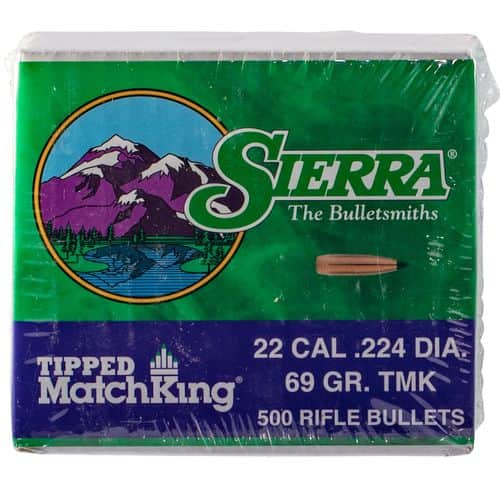 SIERRA®
The Bulletsmiths
22 CAL .224 DIA.
69 GR. TMK
500 RIFLE BULLETS
TIPPED
MatchKing®